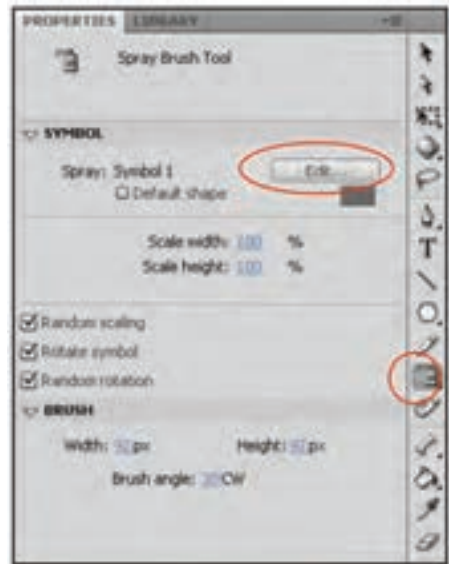 PROPERTIES LIBRARY
Spray Brush Tool
SYMBOL
Spray: Symbol 1 Edit...
Default shape
Scale width: 100 %
Scale height: 100 %
Random scaling
Rotate symbol
Random rotation
BRUSH
Width: px Height: px
Brush angle: CW
T